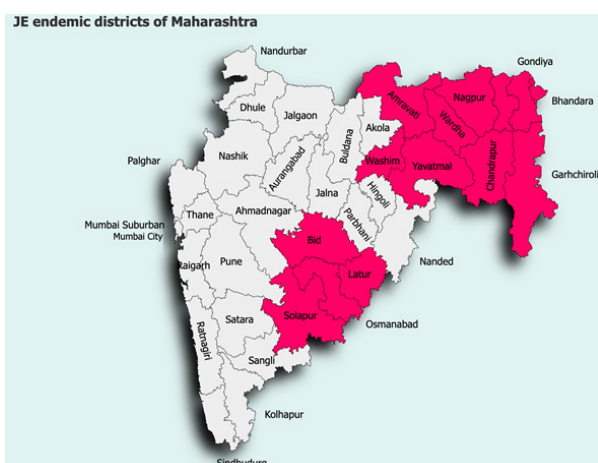 JE endemic districts of Maharashtra
Nandurbar
Gondiya
Dhule
Jalgaon
Amravati
Nagpur
Bhandara
Buldana
Akola
Wardha
Palghar
Nashik
Aurangabad
Washim
Yavatmal
Chandrapur
Garhchiroli
Jalna
Hingoli
Thane
Ahmadnagar
Parbhani
Mumbai Suburban
Mumbai City
Bid
Raigarh
Pune
Latur
Nanded
Solapur
Osmanabad
Satara
Ratnagiri
Sangli
Kolhapur
Sindhudurg